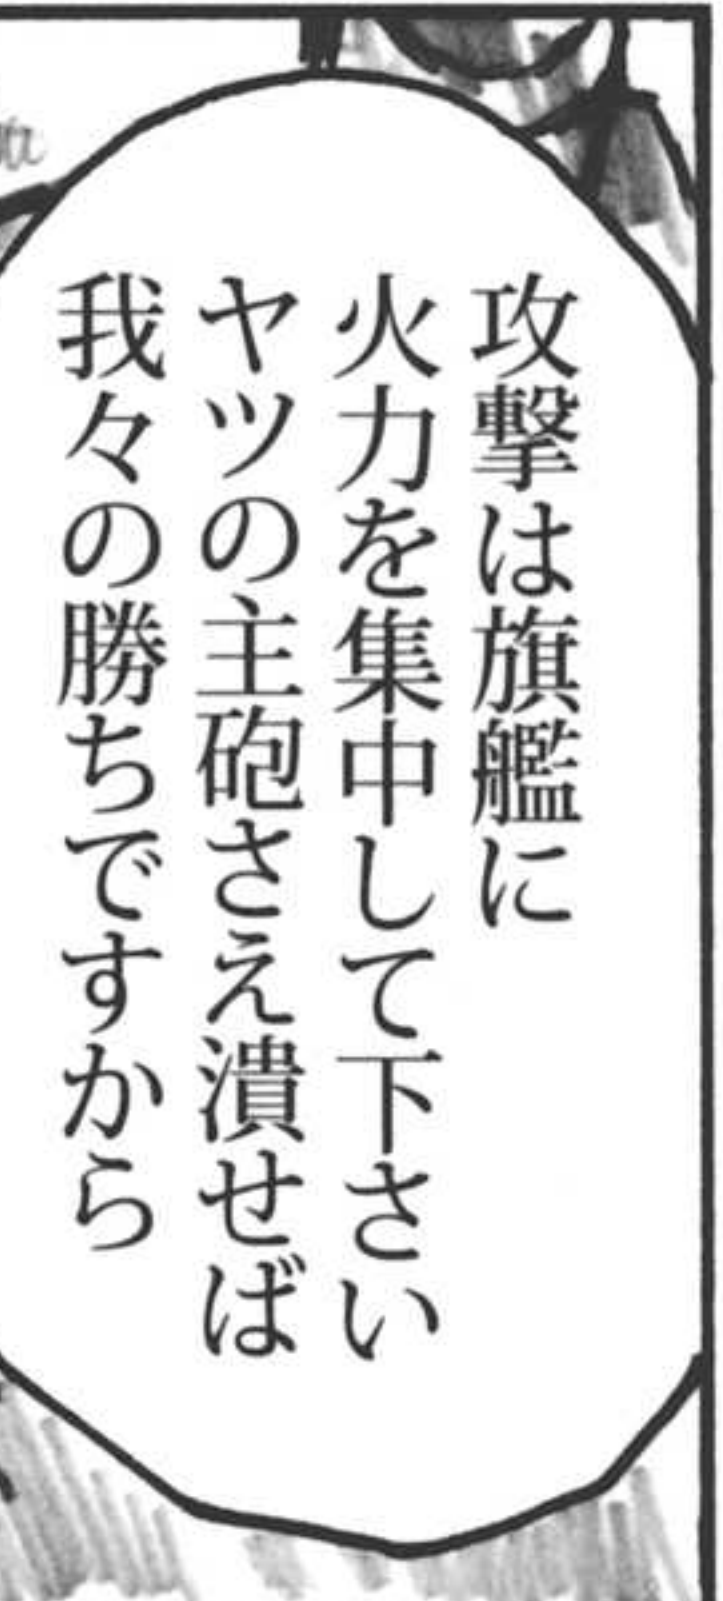 攻撃は旗艦に
火力を集中して下さい
ヤツの主砲さえ潰せば
我々の勝ちですから